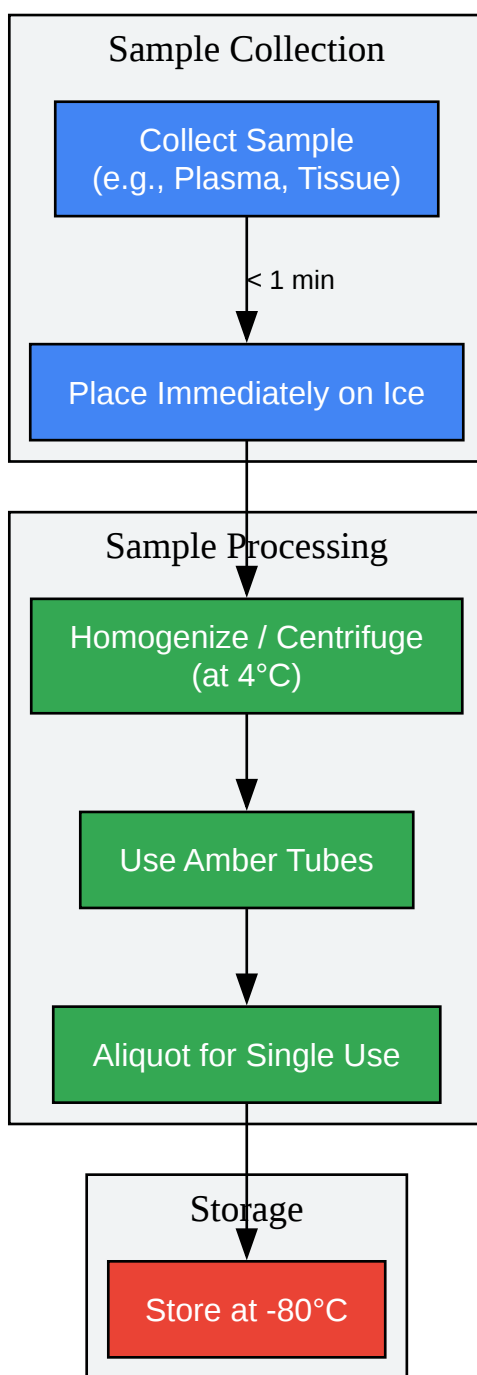 Sample Collection
Collect Sample
(e.g., Plasma, Tissue)
< 1 min
Place Immediately on Ice
Sample Processing
Homogenize / Centrifuge
(at 4°C)
Use Amber Tubes
Aliquot for Single Use
Storage
Store at -80°C